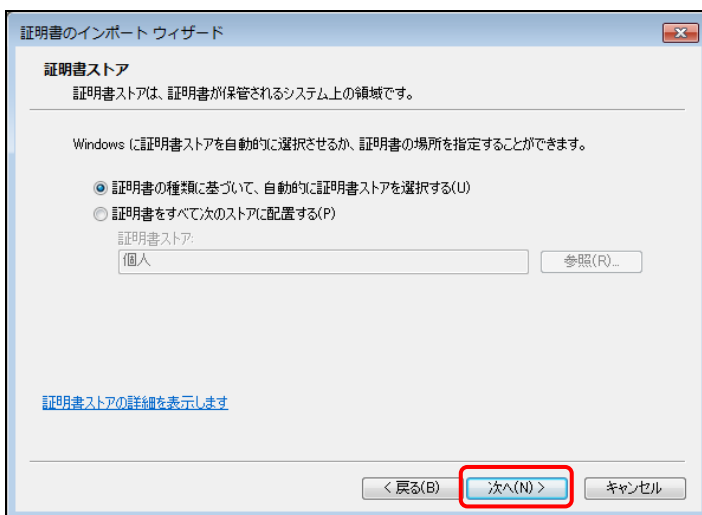 証明書のインポート ウィザード
証明書ストア
証明書ストアは、証明書が保管されるシステム上の領域です。
Windows に証明書ストアを自動的に選択させるか、証明書の場所を指定することができます。
証明書の種類に基づいて、自動的に証明書ストアを選択する(U)
証明書をすべて次のストアに配置する(P)
証明書ストア:
個人
参照(R)...
証明書ストアの詳細を表示します
< 戻る(B)
次へ(N) >
キャンセル